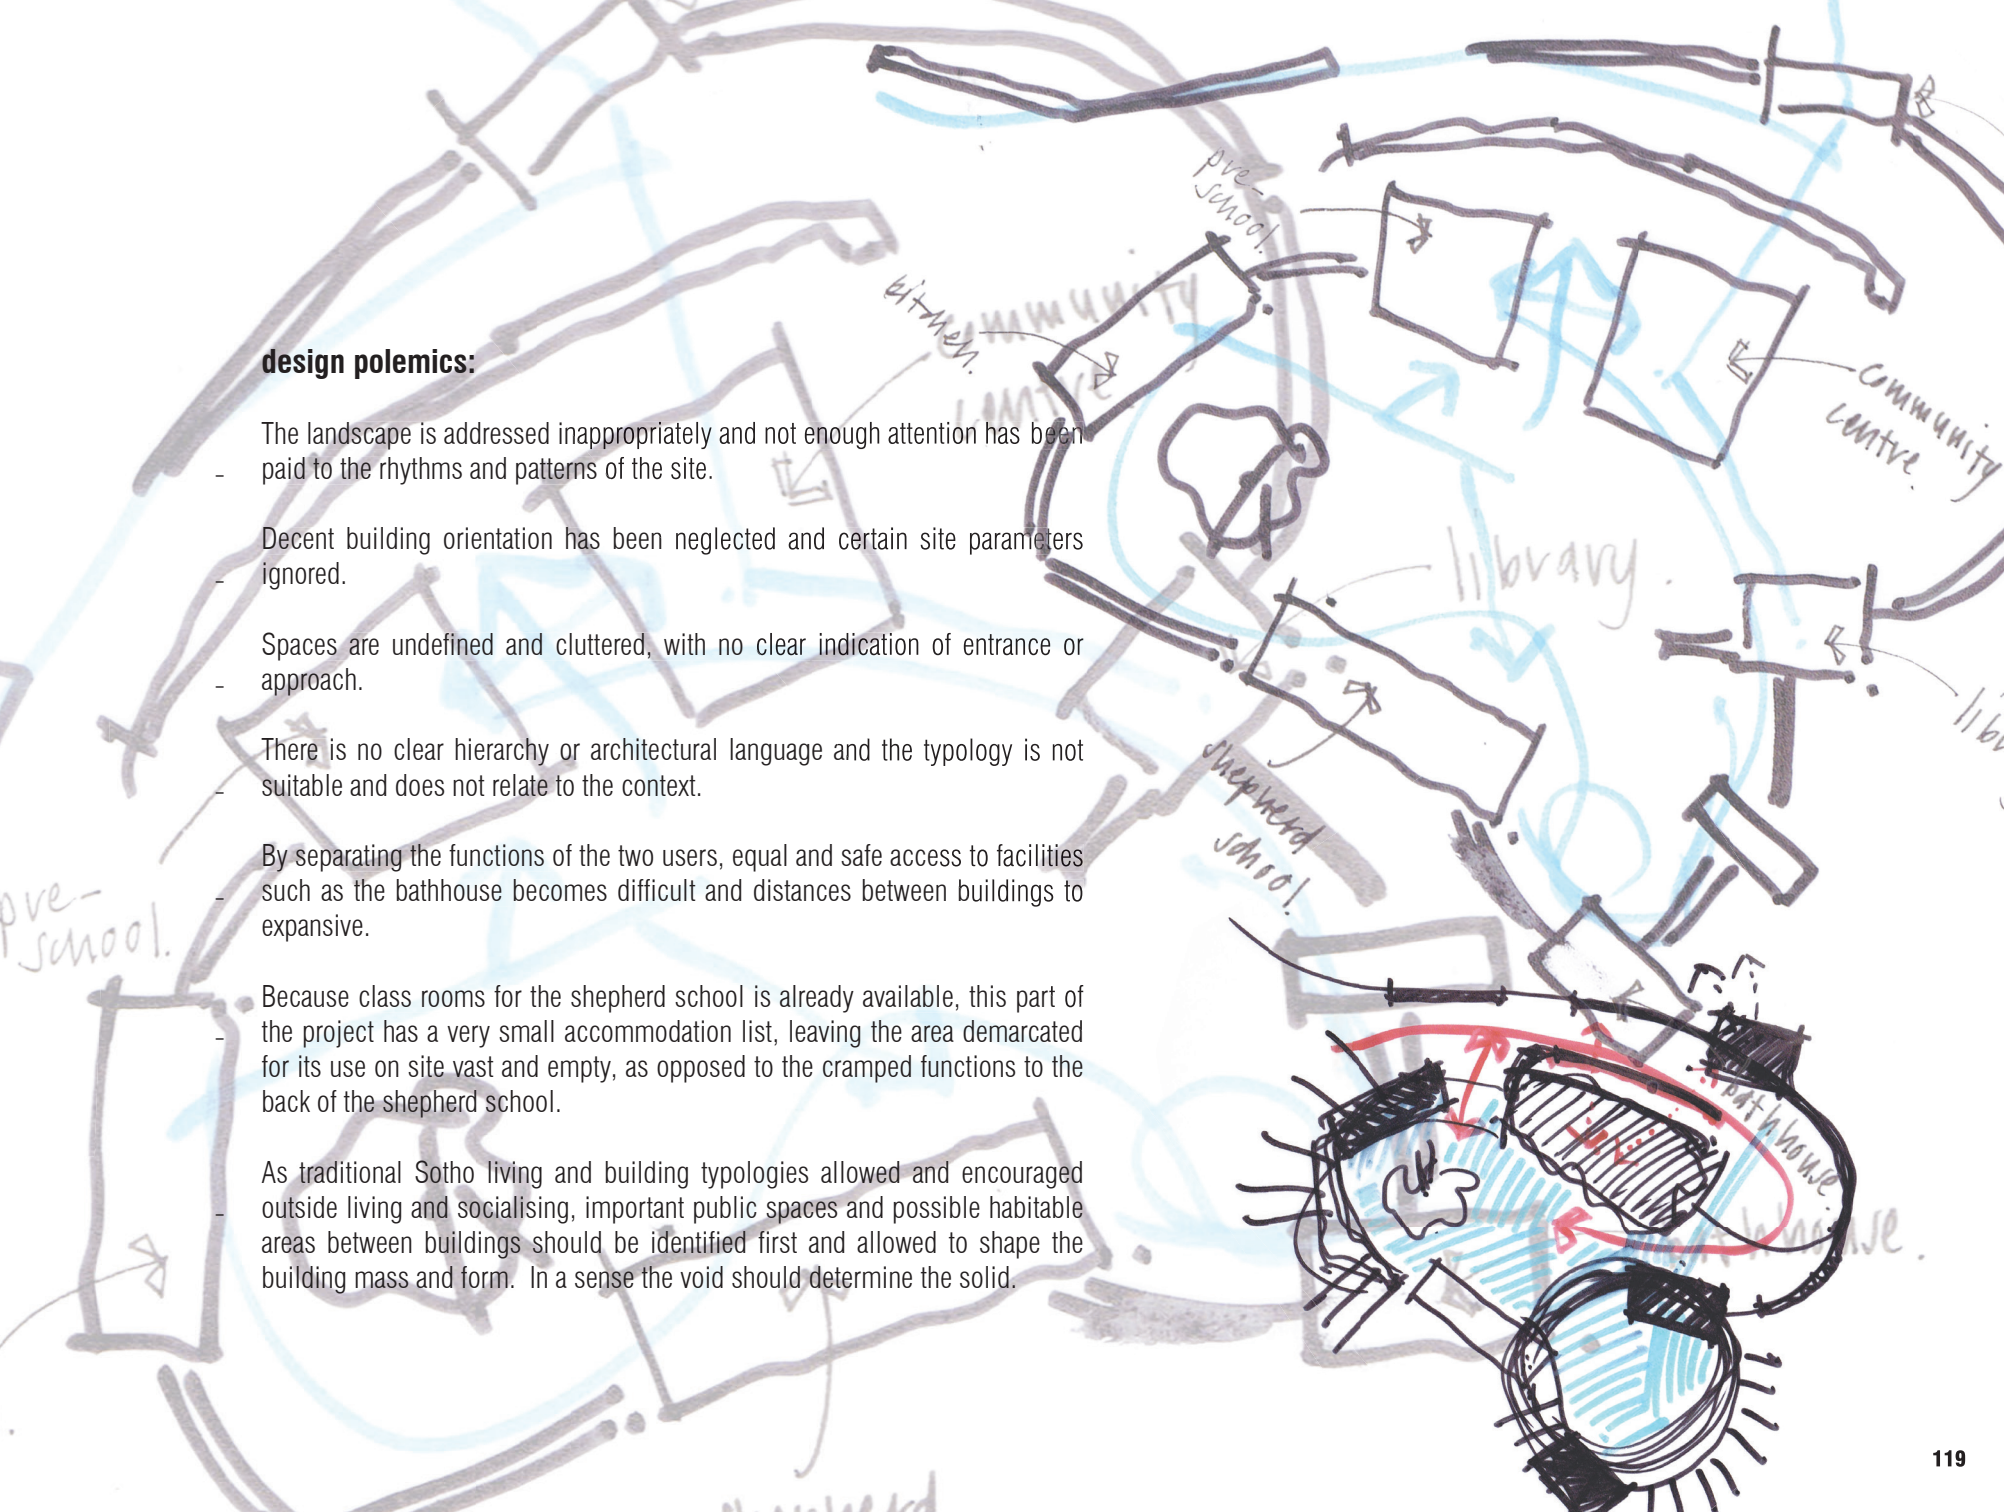 design polemics:
The landscape is addressed inappropriately and not enough attention has been
- paid to the rhythms and patterns of the site.
Decent building orientation has been neglected and certain site parameters
- ignored.
Spaces are undefined and cluttered, with no clear indication of entrance or
- approach.
There is no clear hierarchy or architectural language and the typology is not
- suitable and does not relate to the context.
By separating the functions of the two users, equal and safe access to facilities
- such as the bathhouse becomes difficult and distances between buildings to
expansive.
Because class rooms for the shepherd school is already available, this part of
- the project has a very small accommodation list, leaving the area demarcated
for its use on site vast and empty, as opposed to the cramped functions to the
back of the shepherd school.
As traditional Sotho living and building typologies allowed and encouraged
- outside living and socialising, important public spaces and possible habitable
areas between buildings should be identified first and allowed to shape the
building mass and form. In a sense the void should determine the solid.
pre-
school.
kitchen.
community
centre.
community
centre
library.
shepherd
school.
bathhouse
bathhouse.
pre-
school.
shepherd
119